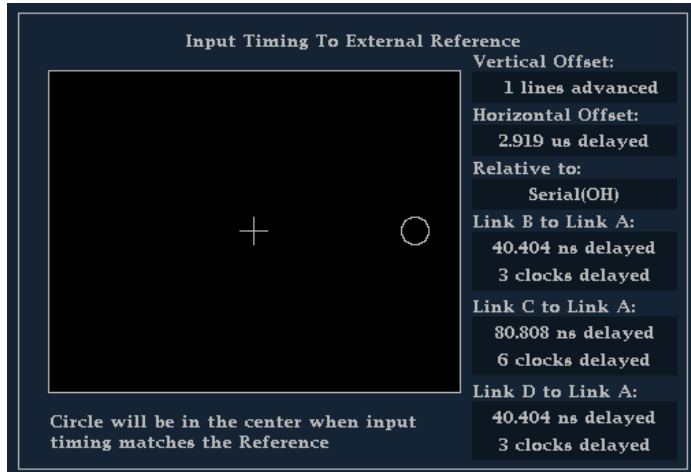 Input Timing To External Reference
Vertical Offset:
1 lines advanced
Horizontal Offset:
2.919 us delayed
Relative to:
Serial(OH)
Link B to Link A:
40.404 ns delayed
3 clocks delayed
Link C to Link A:
80.808 ns delayed
6 clocks delayed
Link D to Link A:
40.404 ns delayed
3 clocks delayed
Circle will be in the center when input
timing matches the Reference